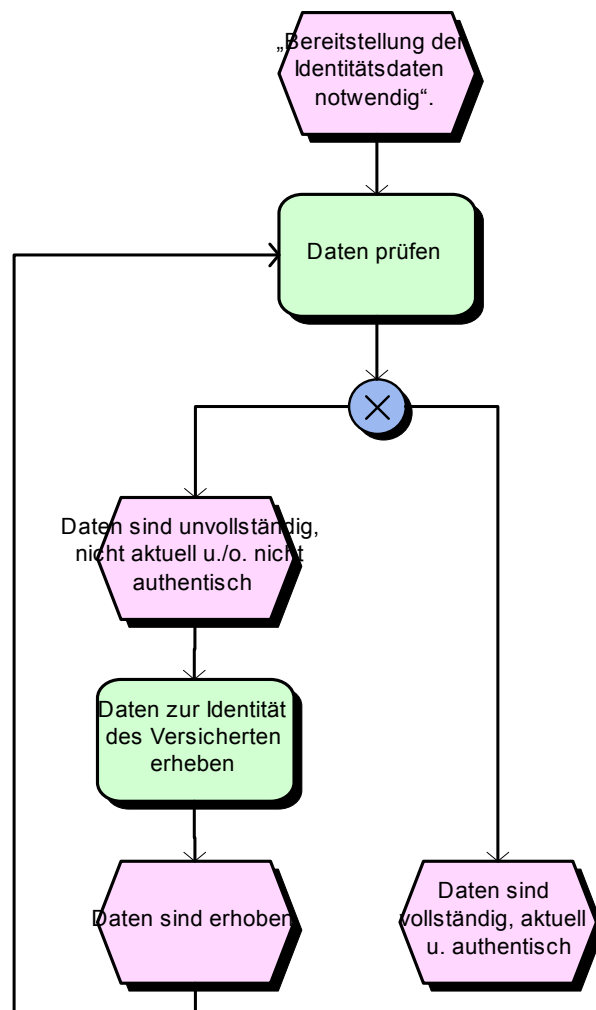 „Bereitstellung der
Identitätsdaten
notwendig“.
Daten prüfen
Daten sind unvollständig,
nicht aktuell u./o. nicht
authentisch
Daten zur Identität
des Versicherten
erheben
Daten sind erhoben
Daten sind
vollständig, aktuell
u. authentisch